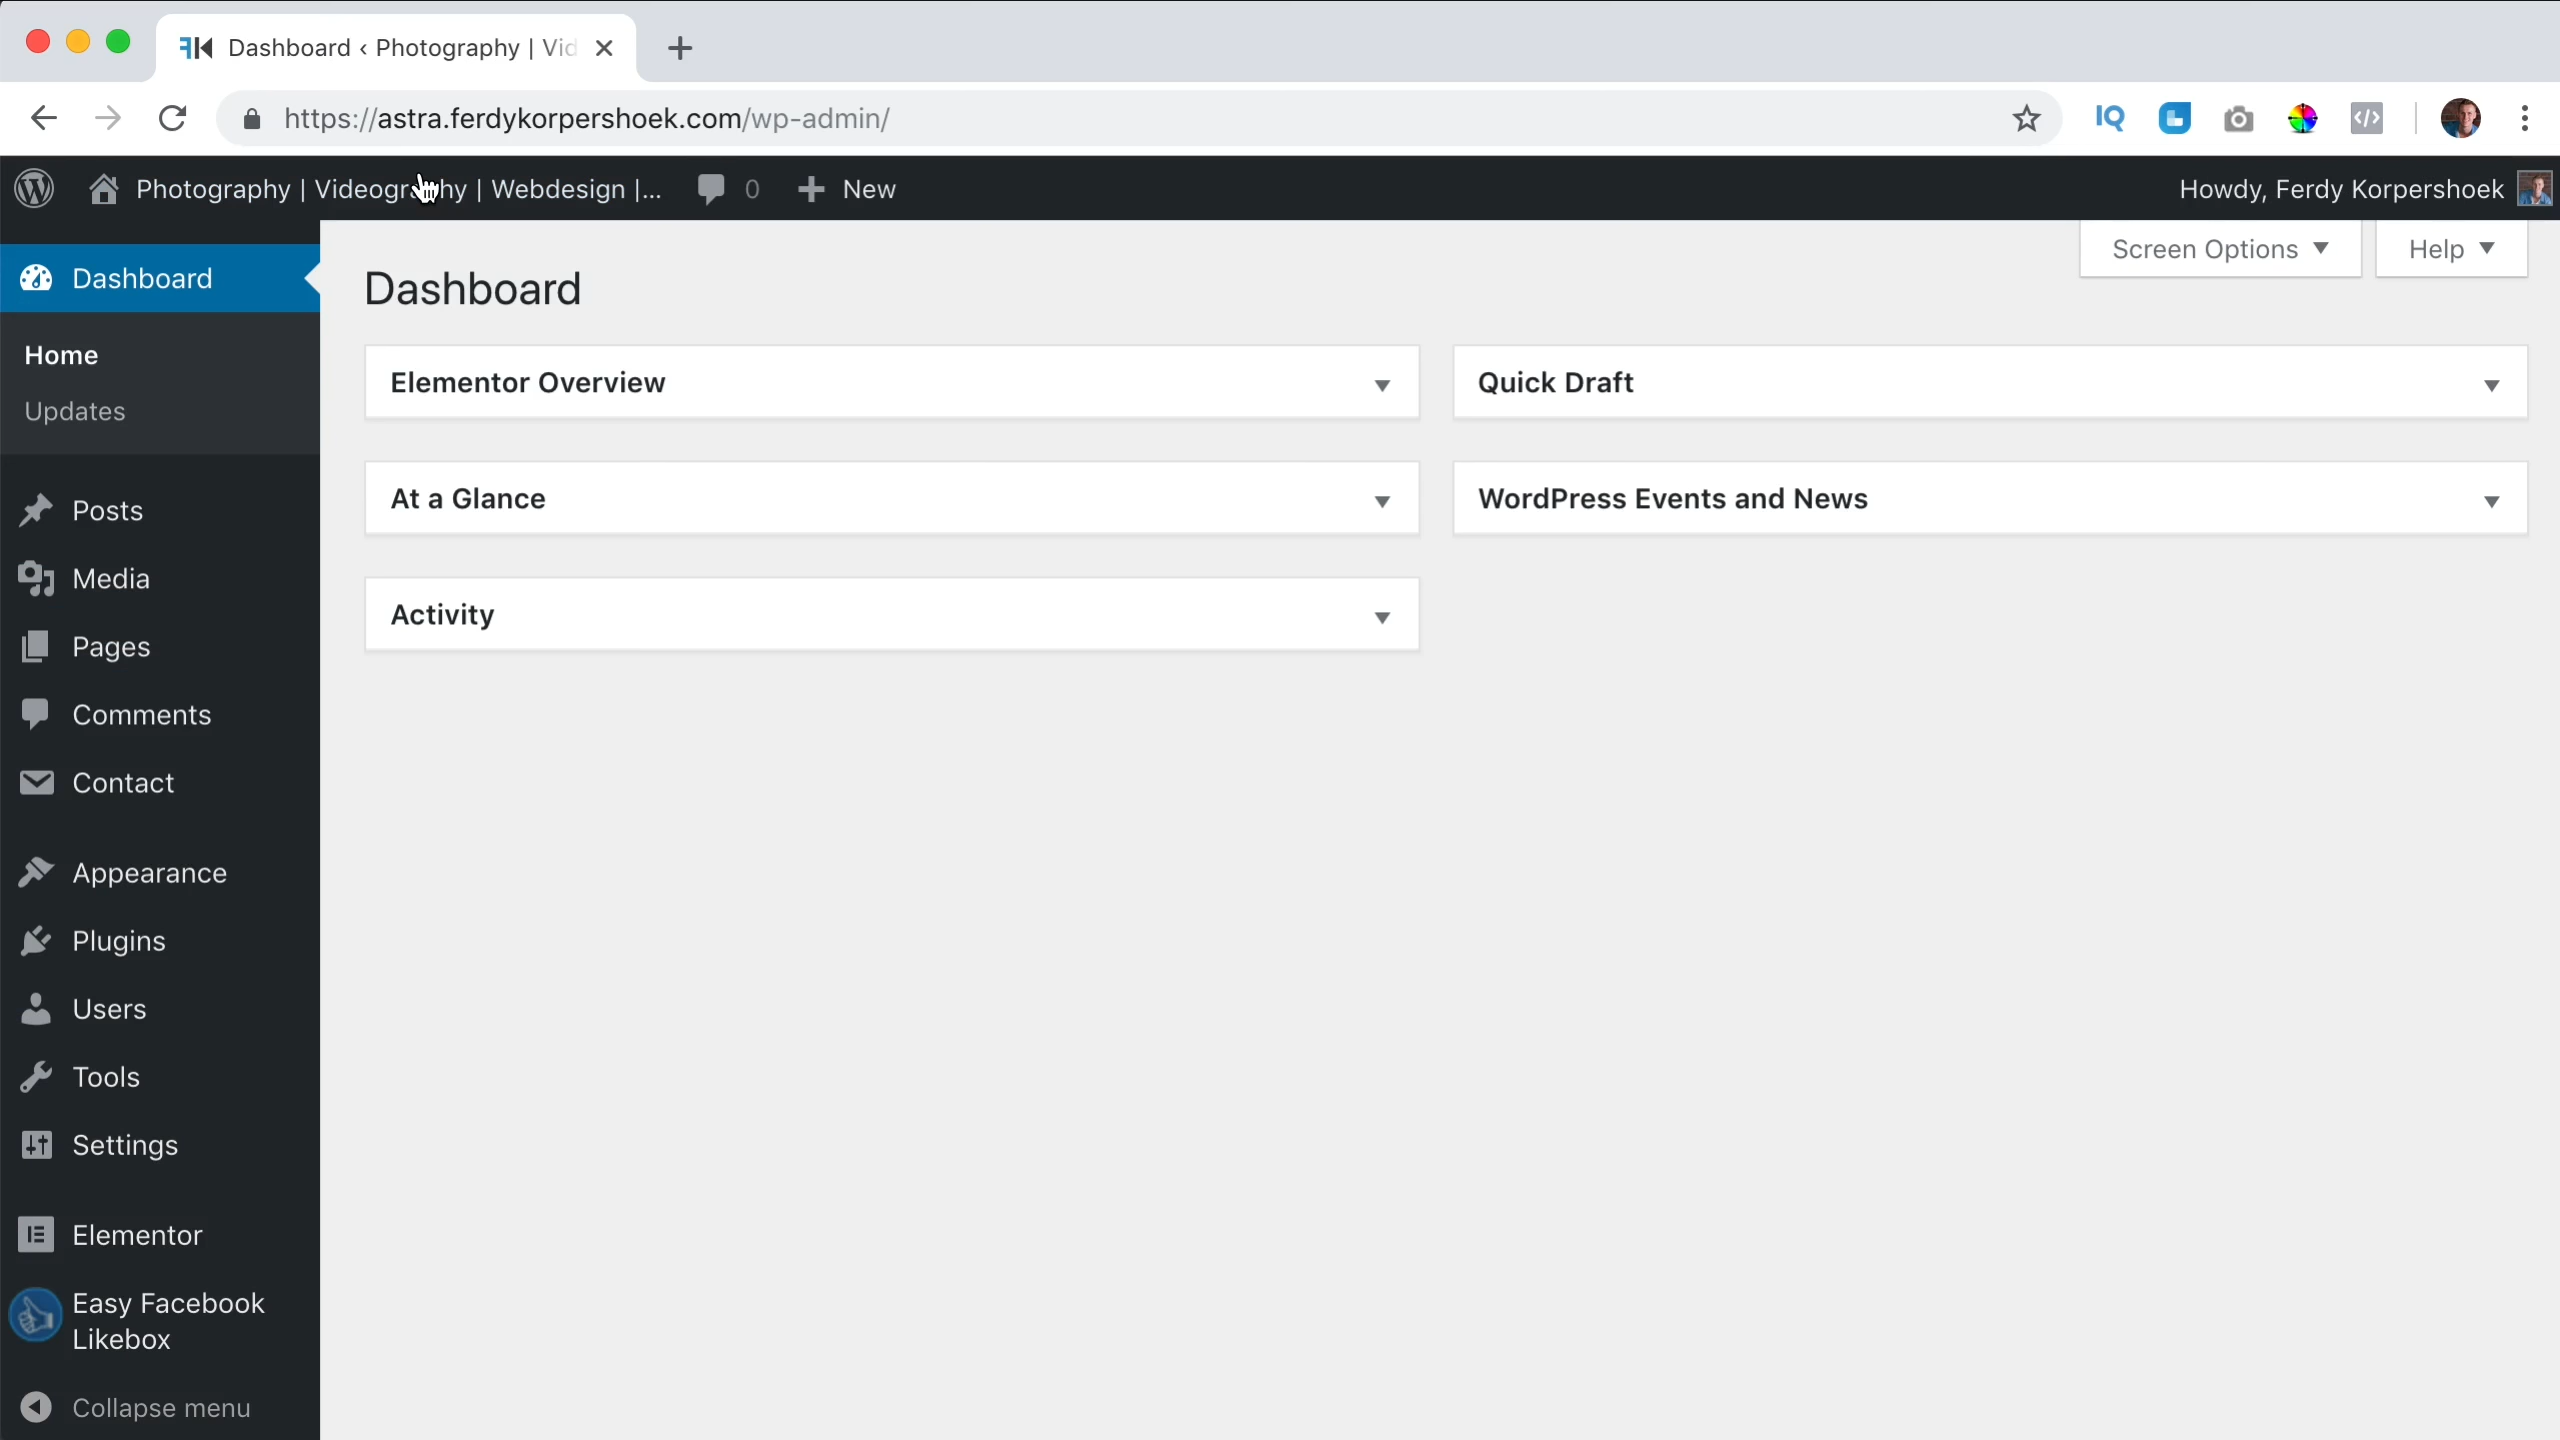 Dashboard ‹ Photography | Vid
https://astra.ferdykorpershoek.com/wp-admin/
IQ
Photography | Videography | Webdesign |...
0
New
Howdy, Ferdy Korpershoek
Screen Options
Help
Dashboard
Home
Updates
Posts
Media
Pages
Comments
Contact
Appearance
Plugins
Users
Tools
Settings
Elementor
Easy Facebook
Likebox
Collapse menu
Dashboard
Elementor Overview
Quick Draft
At a Glance
WordPress Events and News
Activity